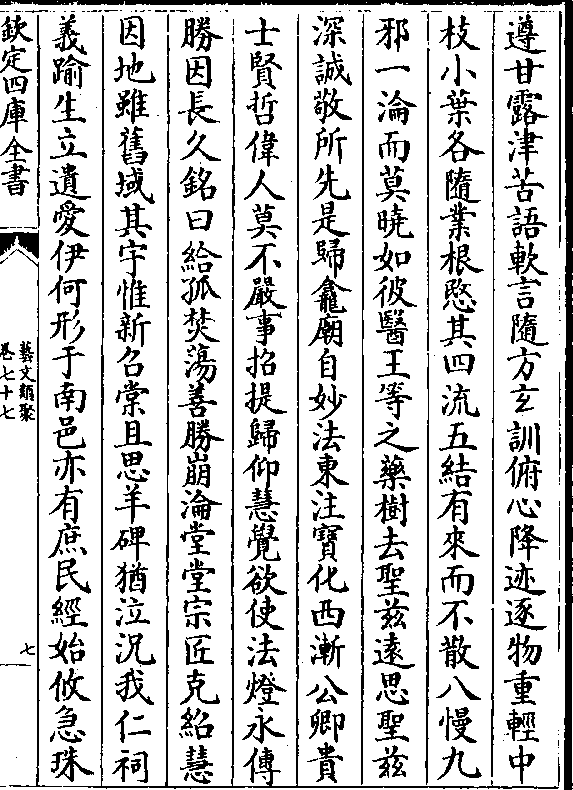 遵甘露津苦語軟言隨方玄訓俯心降迹逐物重輕中
枝小葉各隨業根愍其四流五結有來而不散八慢九
邪一淪而莫曉如彼醫王等之藥樹去聖兹遠思聖兹
深誠敬所先是歸龕廟自妙法東注寶化西漸公卿貴
士賢哲偉人莫不嚴事招提歸仰慧覺欲使法燈永傳
勝因長久銘曰給孤焚蕩善勝崩淪堂堂宗匠克紹慧
因地雖舊域其宇惟新召棠且思羊碑猶泣況我仁祠
義踰生立遺愛伊何形于南邑亦有庶民經始攸急珠
欽定四庫全書
藝文類聚
卷七十七
七